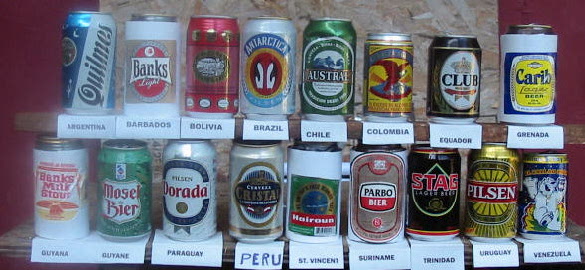 Quilmes
Banks
Light
ANTARCTICA
AUSTRAL
CLUB
Carib
Lager
BEER
ARGENTINA
BARBADOS
BOLIVIA
BRAZIL
CHILE
COLOMBIA
EQUADOR
GRENADA
Banks
Milk
STOUT
Mosel
Bier
PILSEN
Dorada
CERVEZA
PARBO
BIER
STAG
LAGER BEER
PILSEN
GUYANA
GUYANE
PARAGUAY
PERU
ST. VINCENT
SURINAME
TRINIDAD
URUGUAY
VENEZUELA